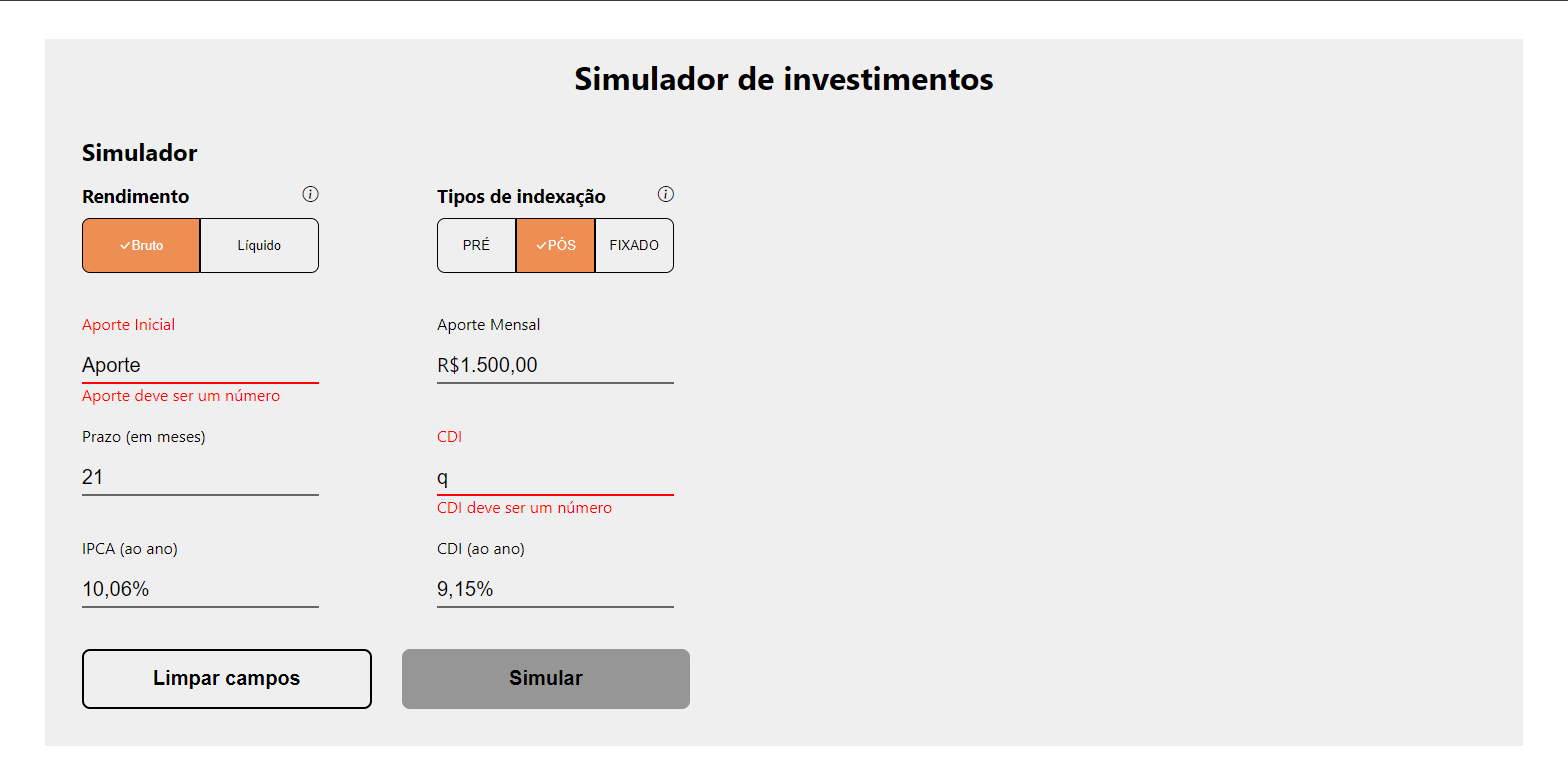 Simulador de investimentos
Simulador
Rendimento
Tipos de indexação
Bruto
Líquido
PRÉ
PÓS
FIXADO
Aporte Inicial
Aporte Mensal
Aporte
R$1.500,00
Aporte deve ser um número
Prazo (em meses)
CDI
21
q
CDI deve ser um número
IPCA (ao ano)
CDI (ao ano)
10,06%
9,15%
Limpar campos
Simular